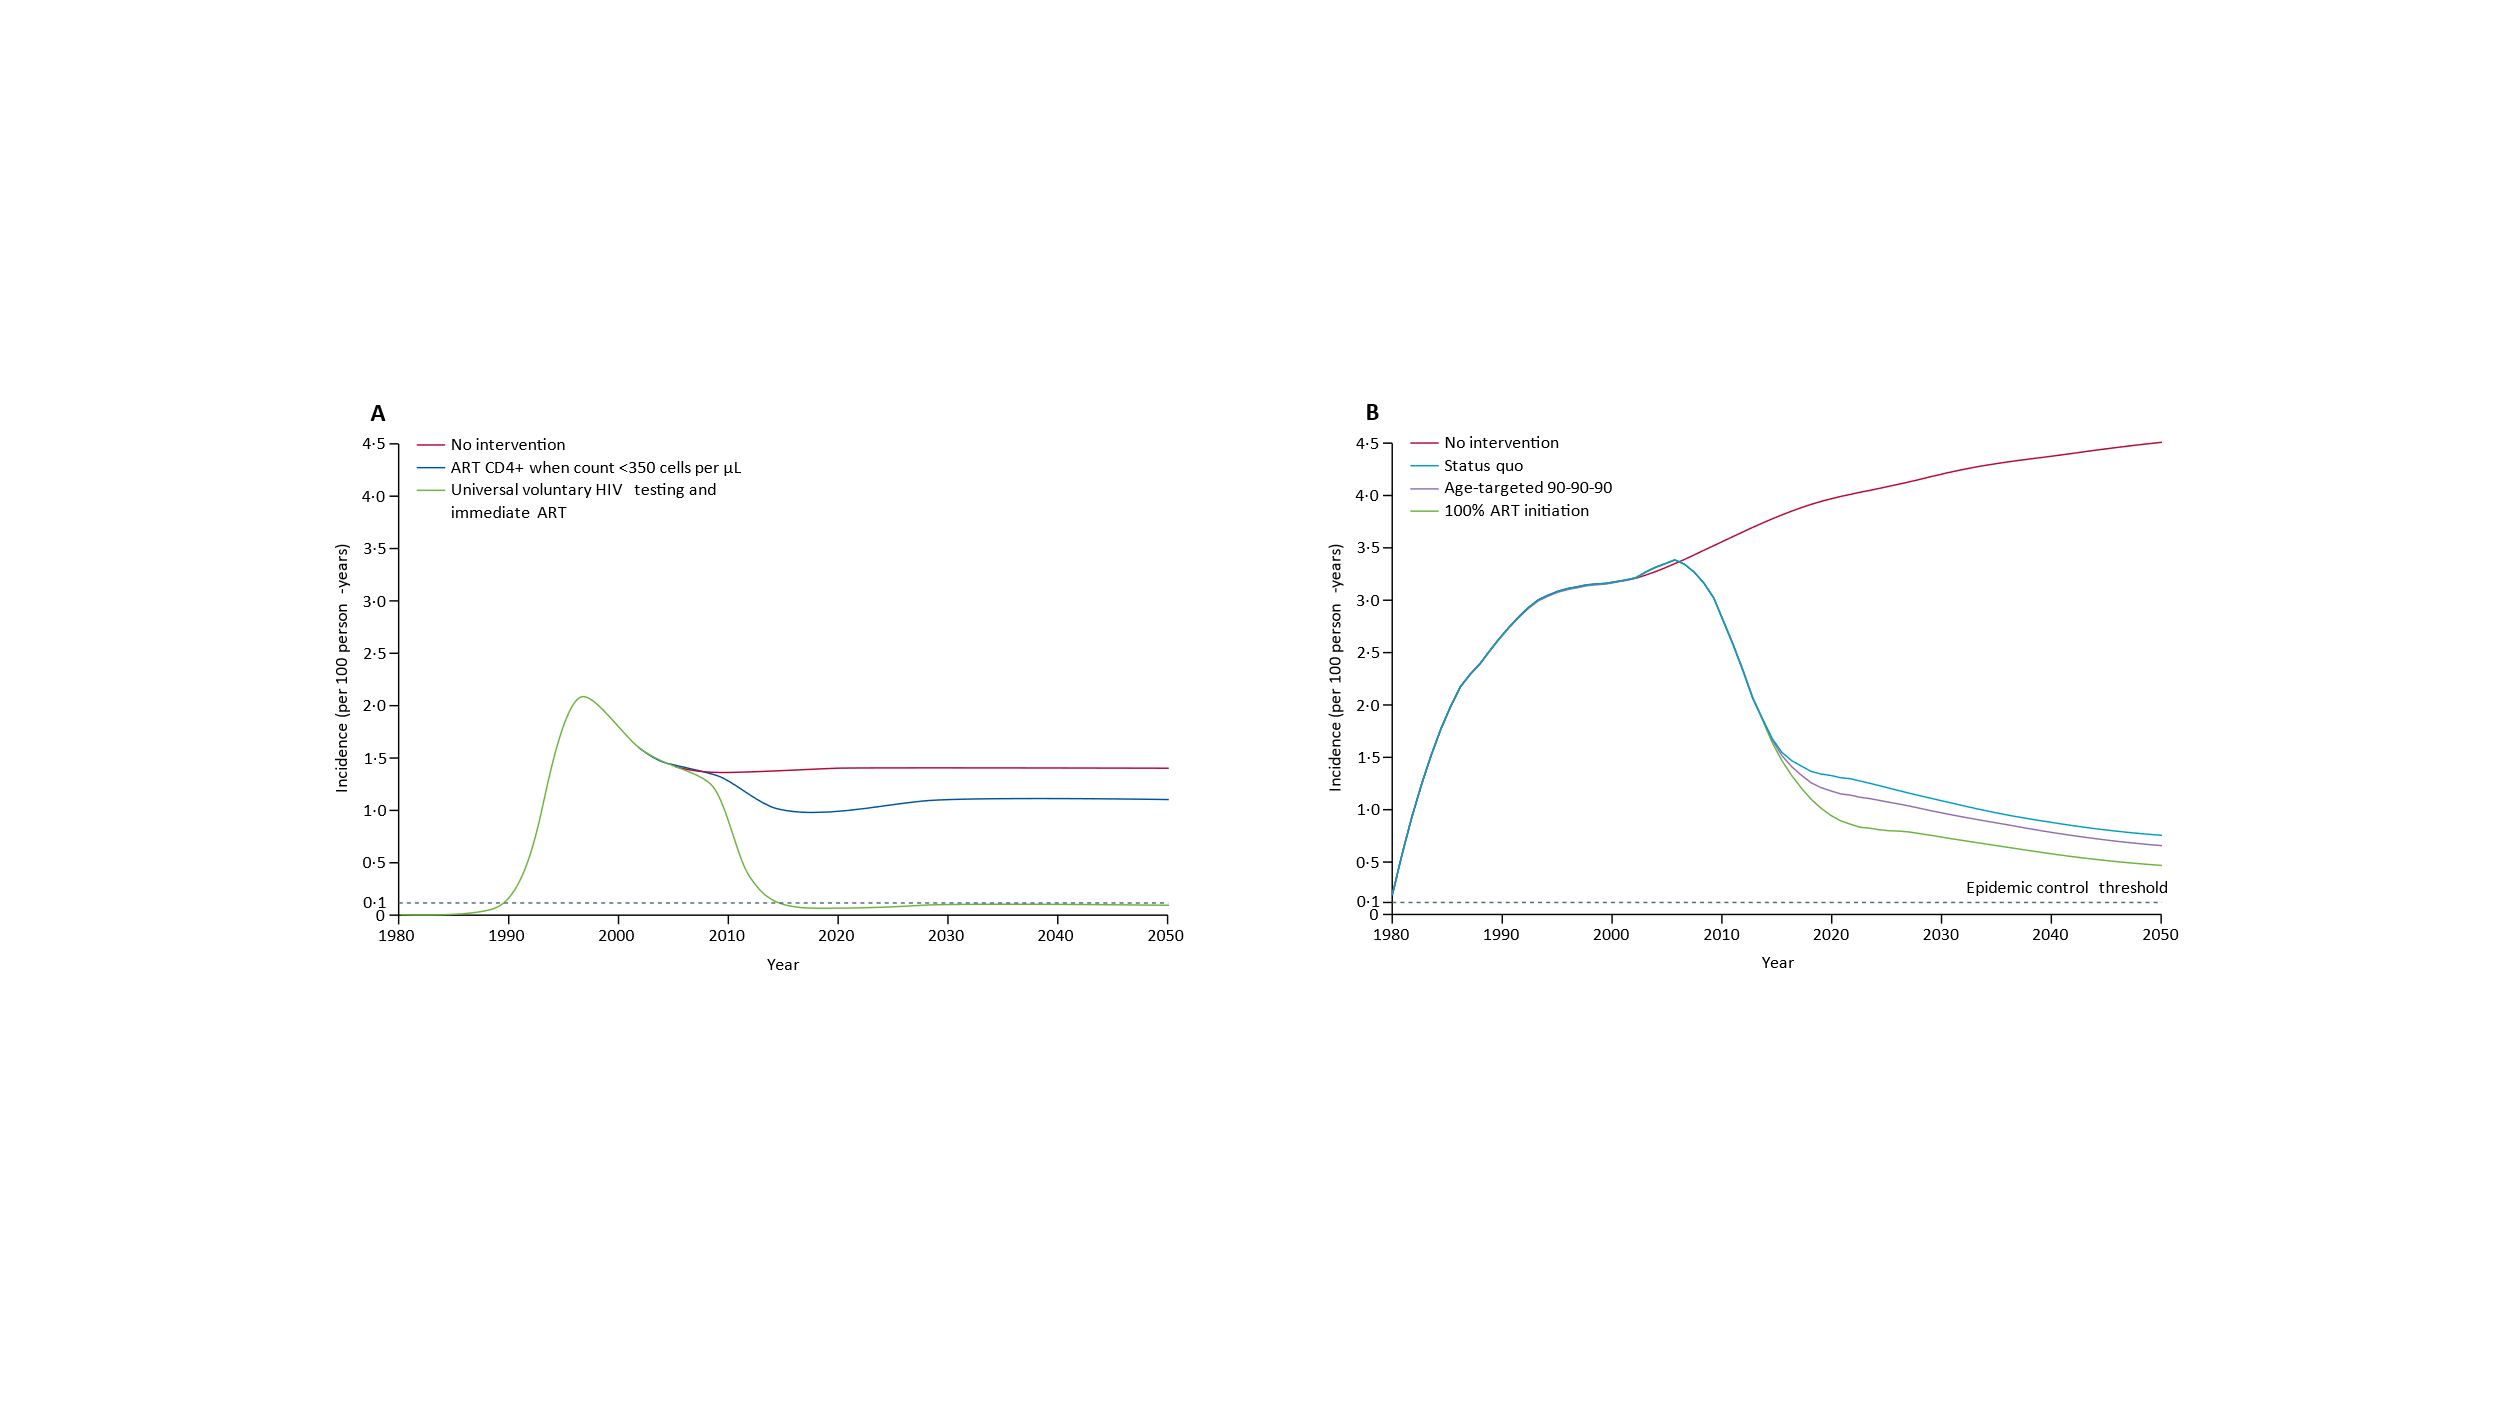 A
4·5
4·0
3·5
3·0
2·5
2·0
1·5
1·0
0·5
0·1
0
Incidence (per 100 person -years)
No intervention
ART CD4+ when count <350 cells per µL
Universal voluntary HIV testing and
immediate ART
1980 1990 2000 2010 2020 2030 2040 2050
Year
B
4·5
4·0
3·5
3·0
2·5
2·0
1·5
1·0
0·5
0·1
0
Incidence (per 100 person -years)
No intervention
Status quo
Age-targeted 90-90-90
100% ART initiation
Epidemic control threshold
1980 1990 2000 2010 2020 2030 2040 2050
Year